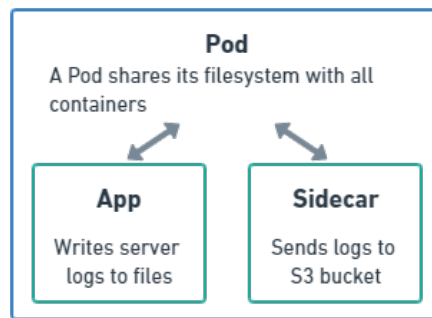 Pod
A Pod shares its filesystem with all
containers
App
Writes server
logs to files
Sidecar
Sends logs to
S3 bucket